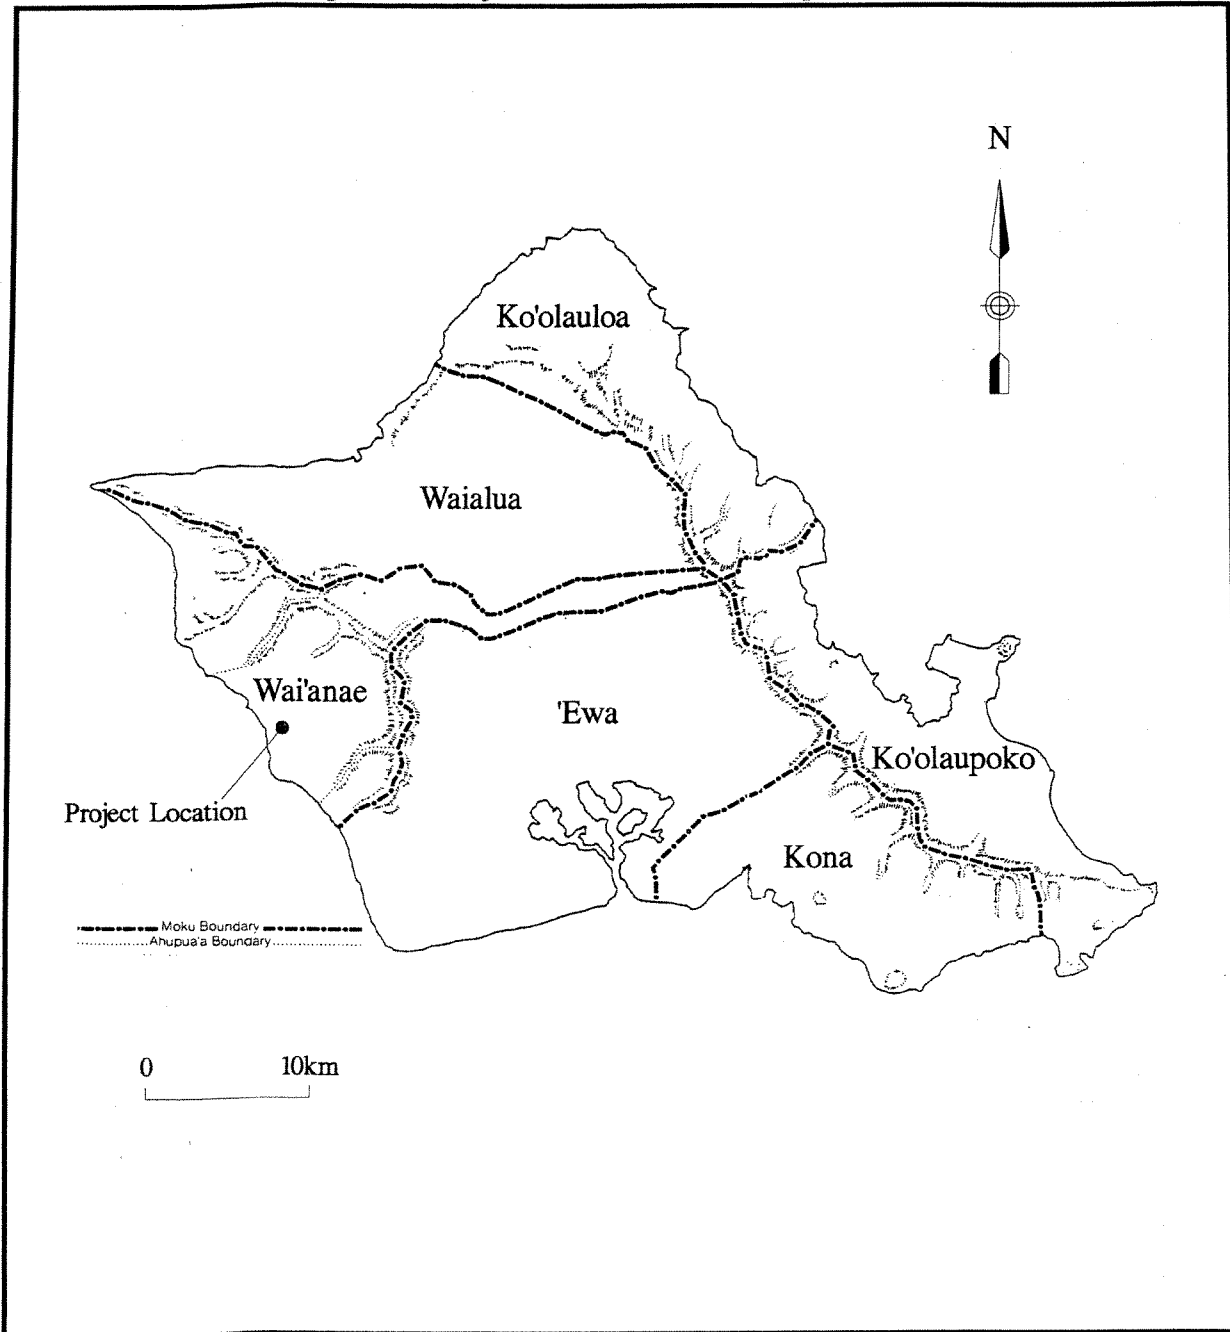 N
Ko'olauloa
Waialua
Wai'anae
'Ewa
Ko'olaupoko
Project Location
Kona
Moku Boundary
Ahupua'a Boundary
0 10km